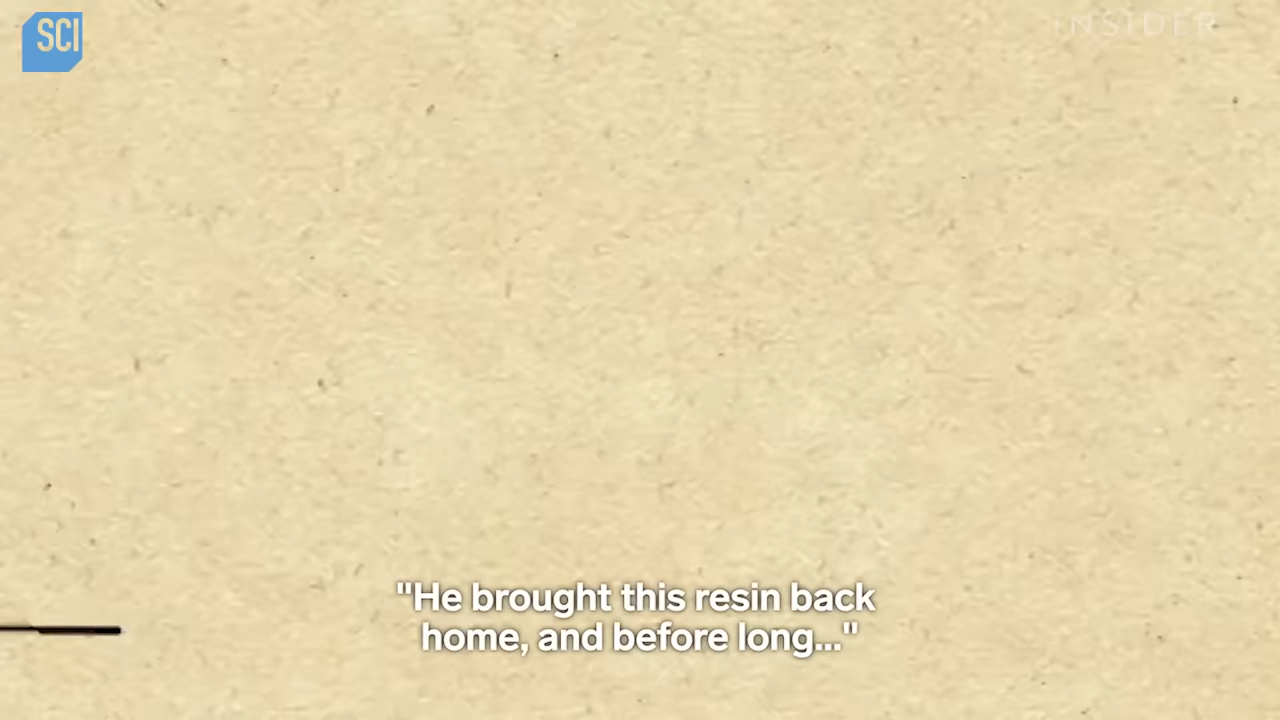 SCI
INSIDER
"He brought this resin back
home, and before long..."